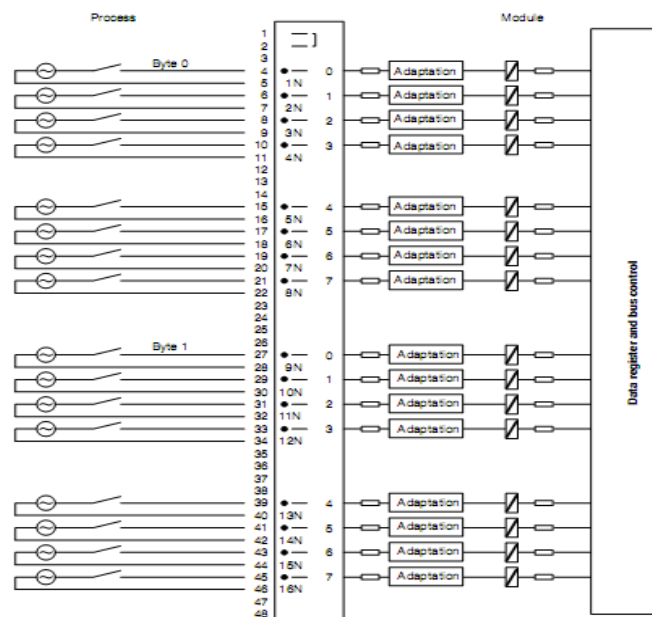 Process Module
1
2
3
Byte 0 4 0 Adaptation
5 1N
6 1 Adaptation
7 2N
8 2 Adaptation
9 3N
10 3 Adaptation
11 4N
12
13
14
15 4 Adaptation
16 5N
17 5 Adaptation
18 6N
19 6 Adaptation
20 7N
21 7 Adaptation
22 8N
23
24
25
26
Byte 1 27 0 Adaptation
28 9N
29 1 Adaptation
30 10N
31 2 Adaptation
32 11N
33 3 Adaptation
34 12N
35
36
37
38
39 4 Adaptation
40 13N
41 5 Adaptation
42 14N
43 6 Adaptation
44 15N
45 7 Adaptation
46 16N
47
48
Data register and bus control